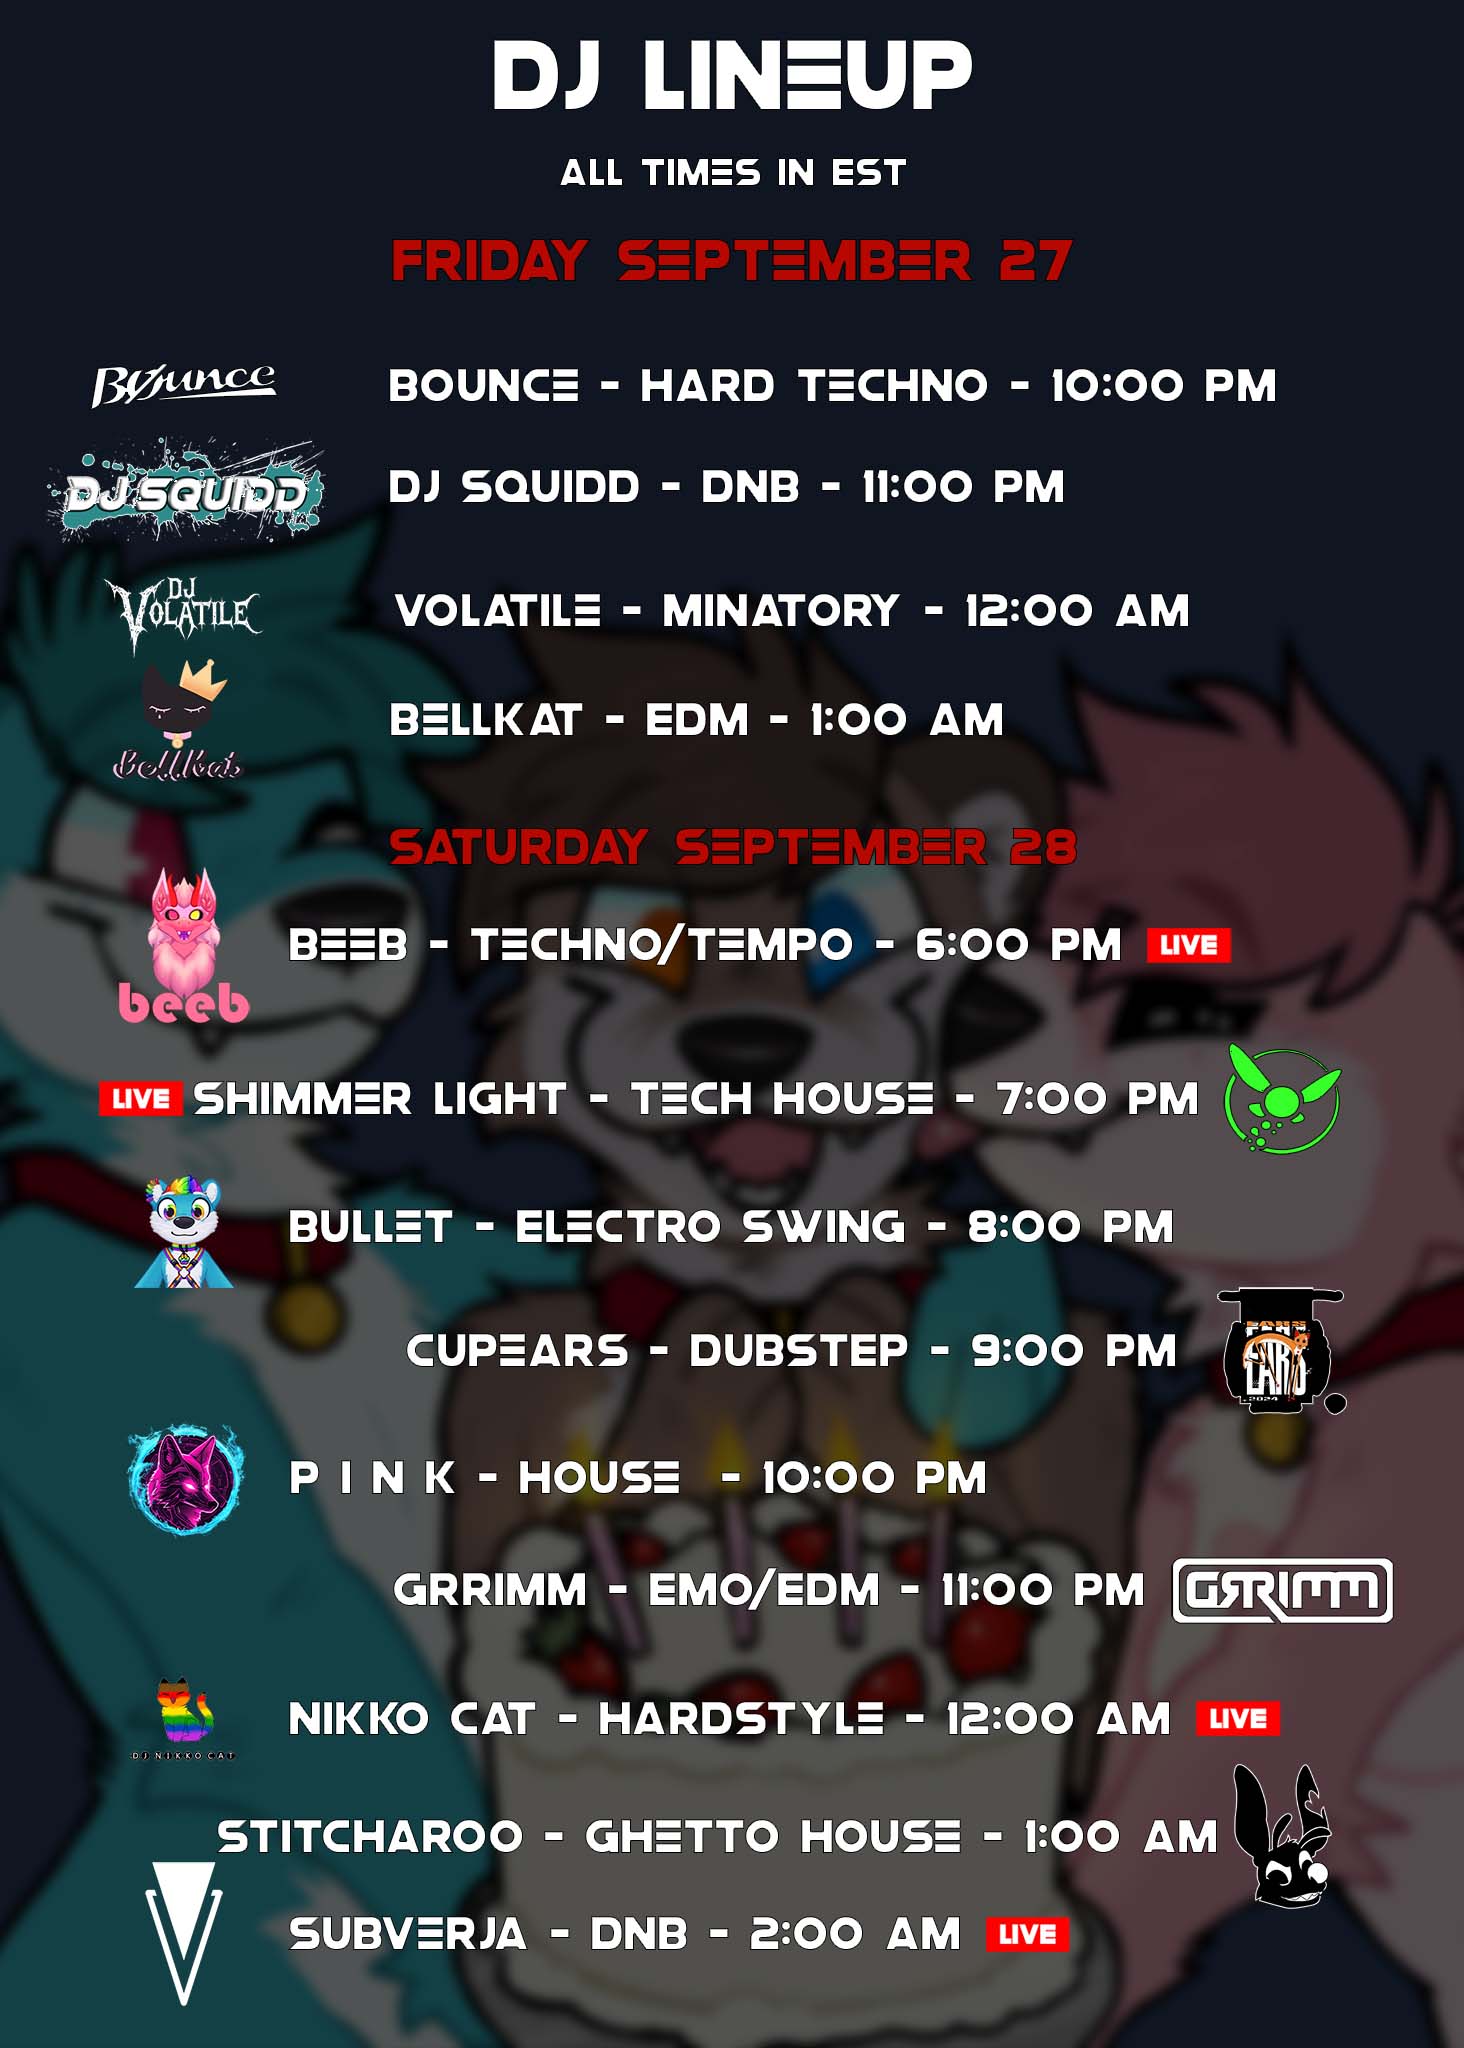 DJ LINEUP
ALL TIMES IN EST
FRIDAY SEPTEMBER 27
Bounce
BOUNCE - HARD TECHNO - 10:00 PM
DJ SQUIDD
DJ SQUIDD - DNB - 11:00 PM
DJ
VOLATILE
VOLATILE - MINATORY - 12:00 AM
BELLKAT - EDM - 1:00 AM
Bellkat
SATURDAY SEPTEMBER 28
BEEB - TECHNO/TEMPO - 6:00 PM LIVE
beeb
LIVE SHIMMER LIGHT - TECH HOUSE - 7:00 PM
BULLET - ELECTRO SWING - 8:00 PM
CUPEARS - DUBSTEP - 9:00 PM
2024
P I N K - HOUSE - 10:00 PM
GRRIMM - EMO/EDM - 11:00 PM GRRIMM
NIKKO CAT - HARDSTYLE - 12:00 AM LIVE
DJ NIKKO CAT
STITCHAROO - GHETTO HOUSE - 1:00 AM
SUBVERJA - DNB - 2:00 AM LIVE